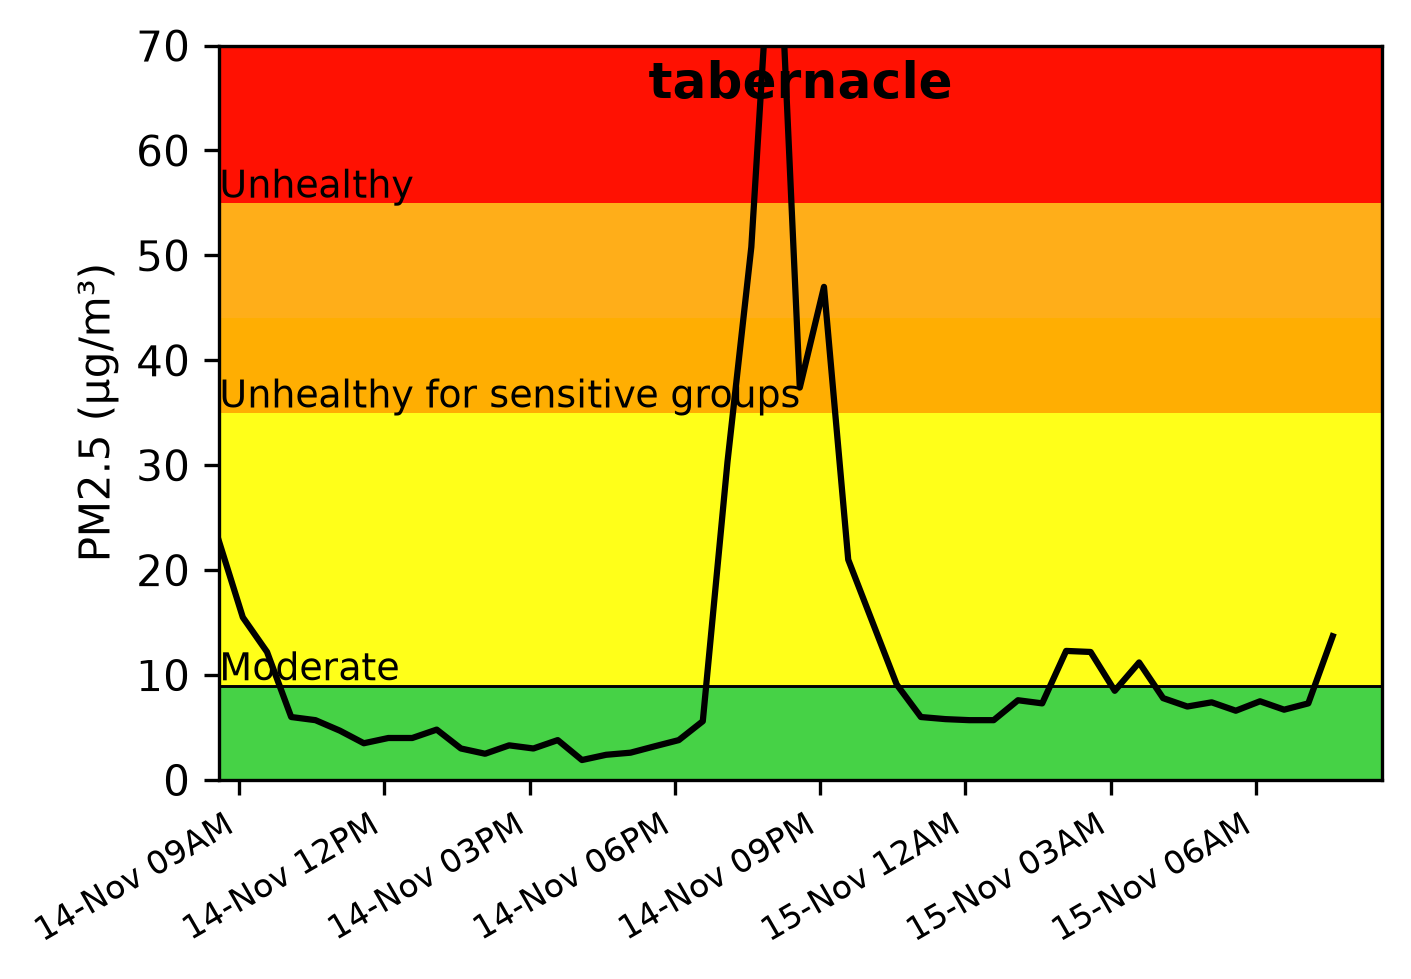 tabernacle
PM2.5 (µg/m³)
70
60
50
40
30
20
10
0
Unhealthy
Unhealthy for sensitive groups
Moderate
14-Nov 09AM
14-Nov 12PM
14-Nov 03PM
14-Nov 06PM
14-Nov 09PM
15-Nov 12AM
15-Nov 03AM
15-Nov 06AM